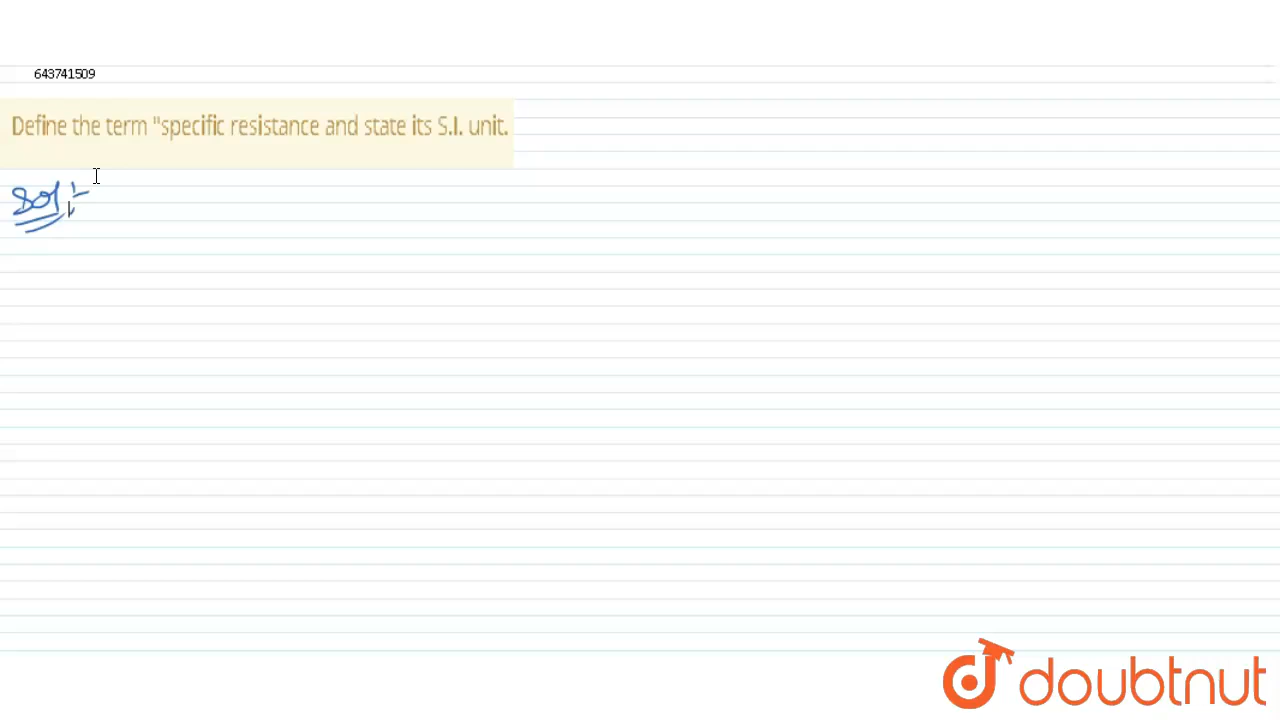 643741509
Define the term "specific resistance and state its S.I. unit.
Sol :-
doubtnut